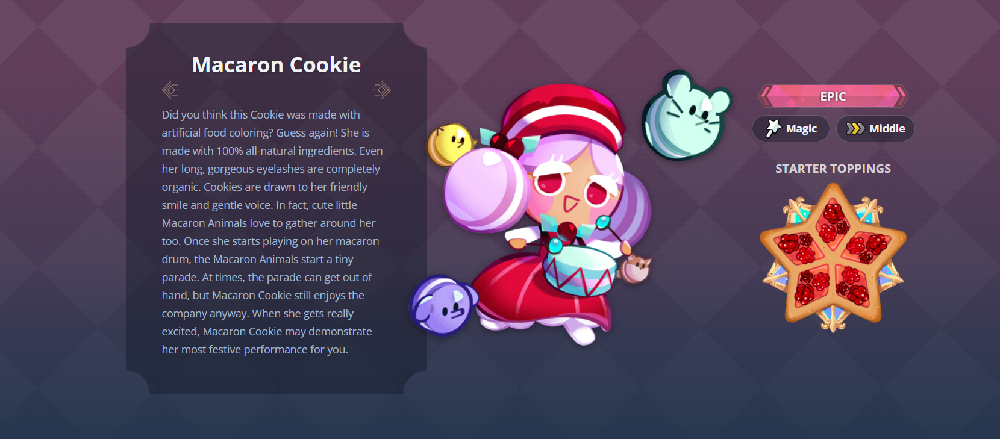 Macaron Cookie
Did you think this Cookie was made with
artificial food coloring? Guess again! She is
made with 100% all-natural ingredients. Even
her long, gorgeous eyelashes are completely
organic. Cookies are drawn to her friendly
smile and gentle voice. In fact, cute little
Macaron Animals love to gather around her
too. Once she starts playing on her macaron
drum, the Macaron Animals start a tiny
parade. At times, the parade can get out of
hand, but Macaron Cookie still enjoys the
company anyway. When she gets really
excited, Macaron Cookie may demonstrate
her most festive performance for you.
EPIC
Magic
Middle
STARTER TOPPINGS